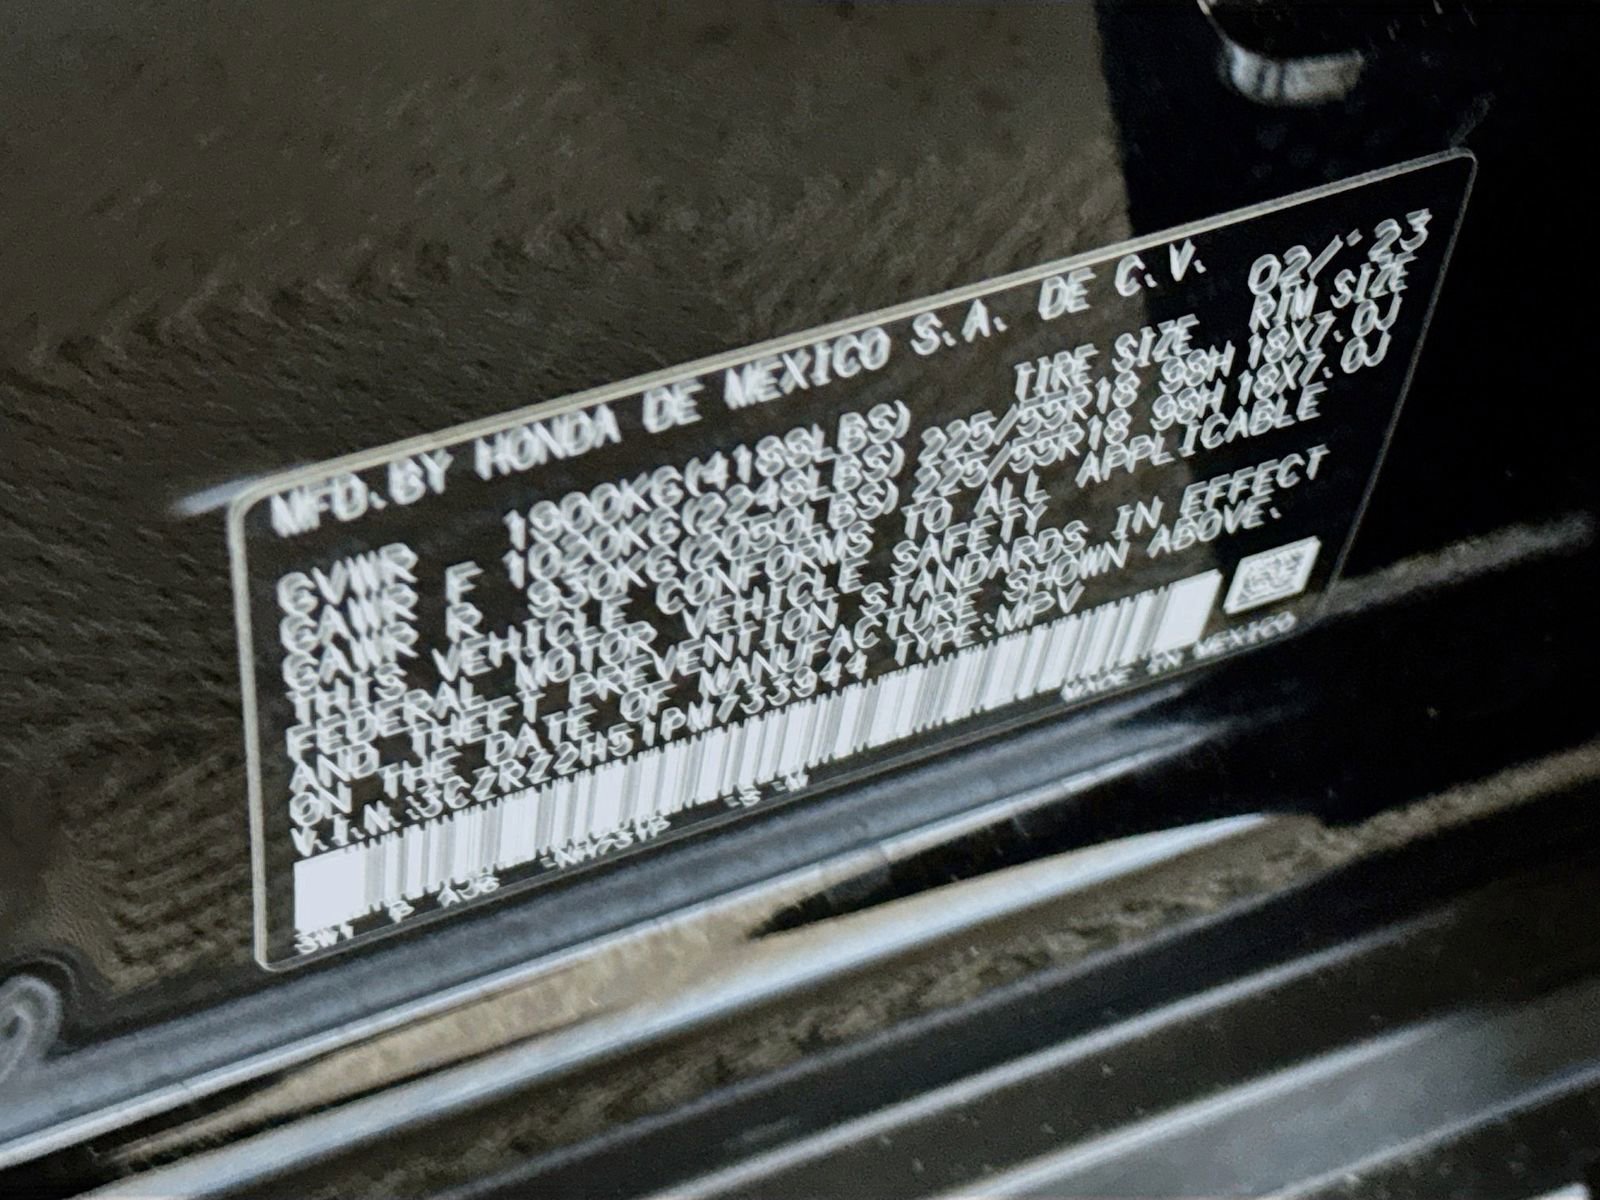 MFD. BY HONDA DE MEXICO S.A. DE C.V. 02/'23
TIRE SIZE RIM SIZE
GVWR 1900KG(4188LBS)
GAWR F 1020KG(2248LBS) 225/55R18 98H 18X7.0J
GAWR R 930KG(2050LBS) 225/55R18 98H 18X7.0J
THIS VEHICLE CONFORMS TO ALL APPLICABLE
FEDERAL MOTOR VEHICLE SAFETY
AND THEFT PREVENTION STANDARDS IN EFFECT
ON THE DATE OF MANUFACTURE SHOWN ABOVE.
V.I.N.:3CZRZ2H51PM733944 TYPE:MPV
MADE IN MEXICO
3W1 B AJ6 -NH731P -S -W